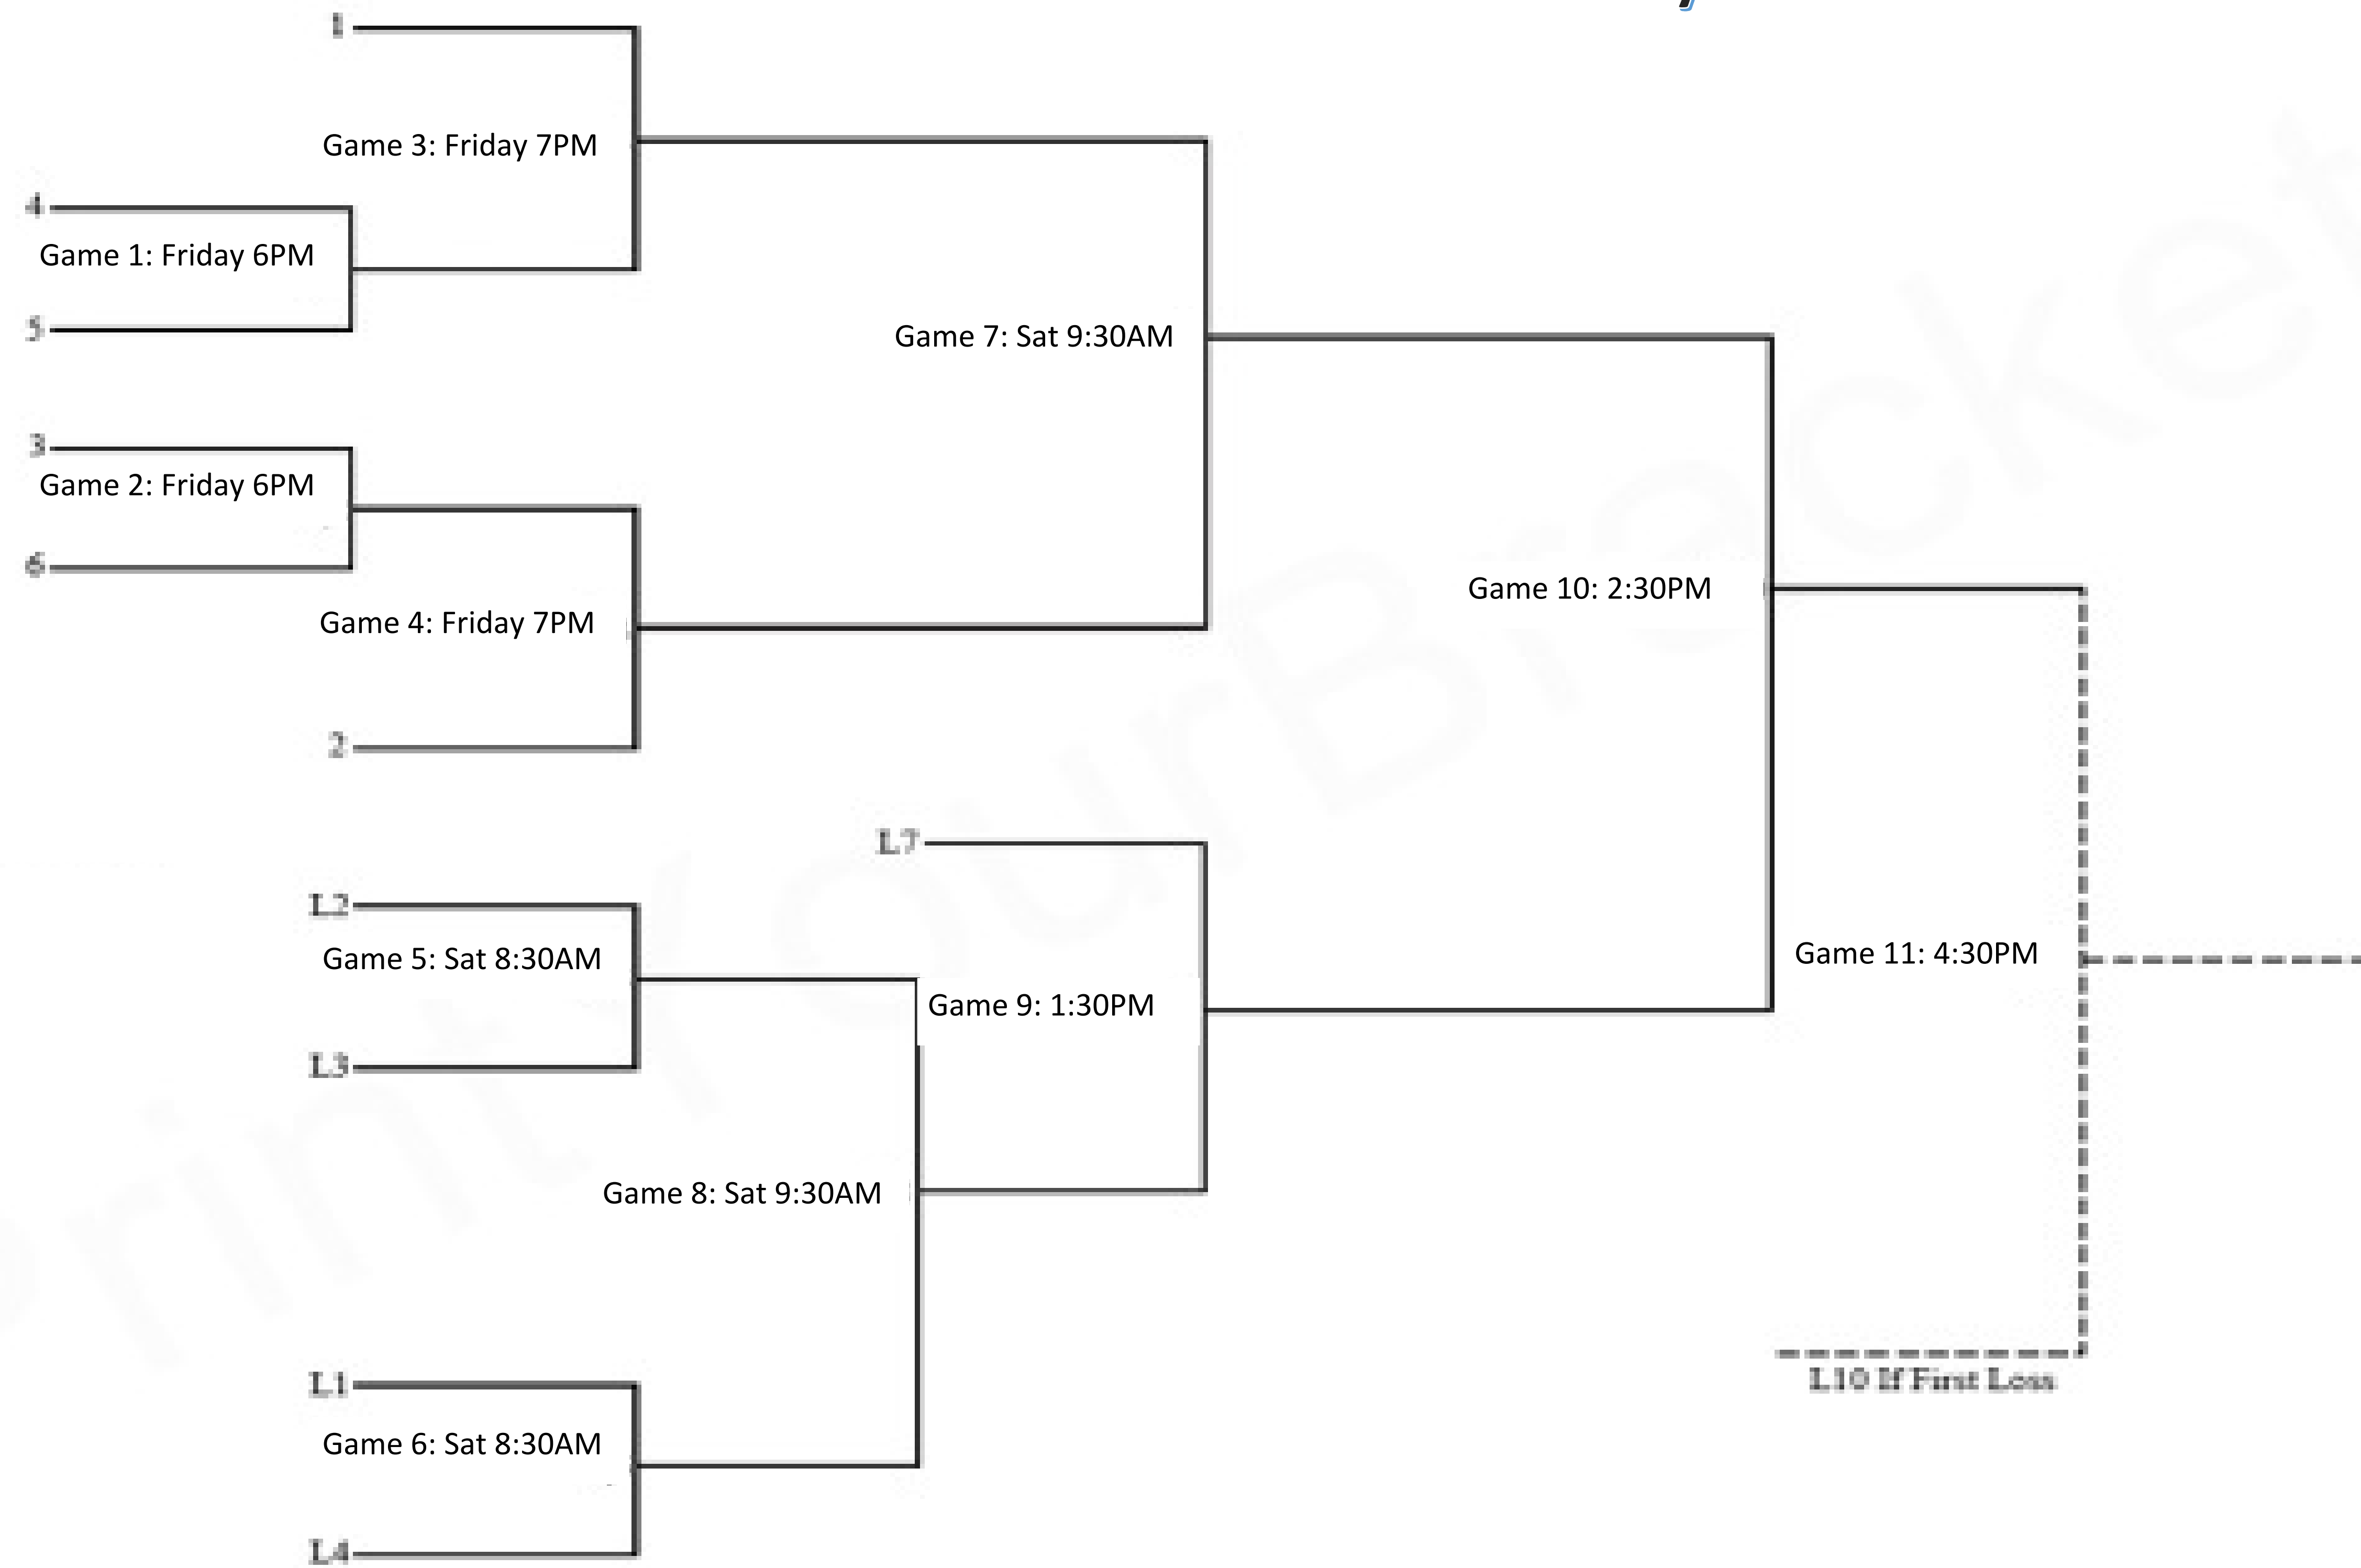 1
Game 3: Friday 7PM
4
Game 1: Friday 6PM
5
Game 7: Sat 9:30AM
3
Game 2: Friday 6PM
6
Game 10: 2:30PM
Game 4: Friday 7PM
2
L7
L2
Game 5: Sat 8:30AM
Game 11: 4:30PM
Game 9: 1:30PM
L3
Game 8: Sat 9:30AM
L10 If First Loss
L1
Game 6: Sat 8:30AM
L4
PrintYourBracket